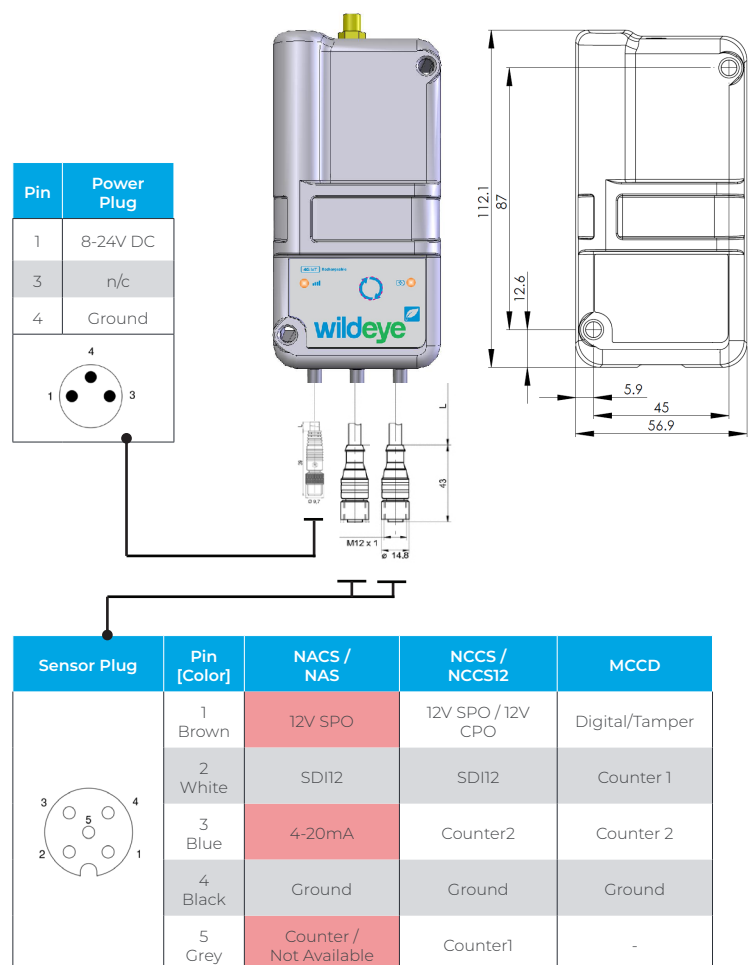 112.1
87
12.6
5.9
45
56.9
Pin
Power
Plug
1
8-24V DC
3
n/c
4
Ground
4
1
3
wildeye
L
43
M12 x 1
ø 14.8
Sensor Plug
Pin
[Color]
NACS /
NAS
NCCS /
NCCS12
MCCD
1
Brown
12V SPO
12V SPO / 12V
CPO
Digital/Tamper
2
White
SDI12
SDI12
Counter 1
3
Blue
4-20mA
Counter2
Counter 2
4
Black
Ground
Ground
Ground
5
Grey
Counter /
Not Available
Counter1
-
3
4
5
2
1